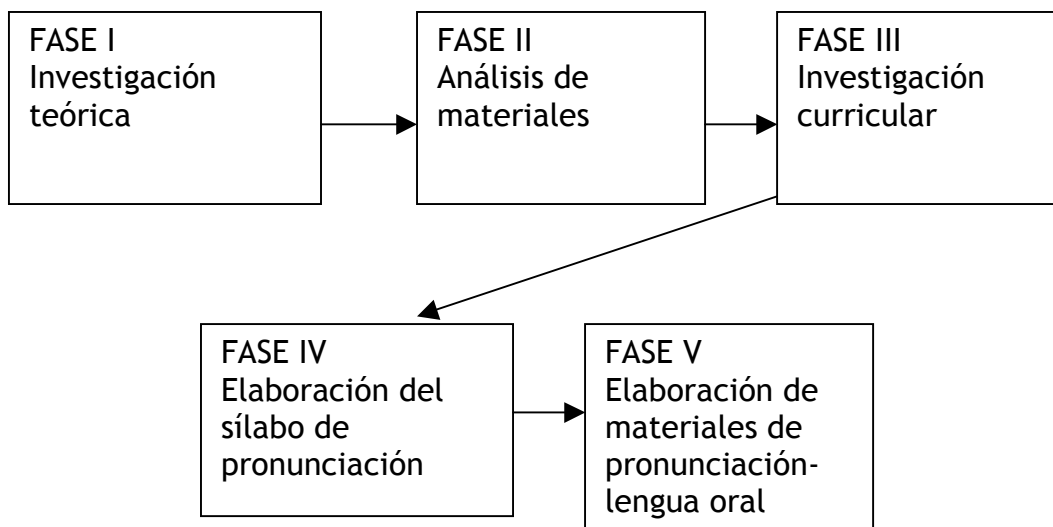 FASE I
Investigación
teórica
FASE II
Análisis de
materiales
FASE III
Investigación
curricular
FASE IV
Elaboración del
sílabo de
pronunciación
FASE V
Elaboración de
materiales de
pronunciación-
lengua oral